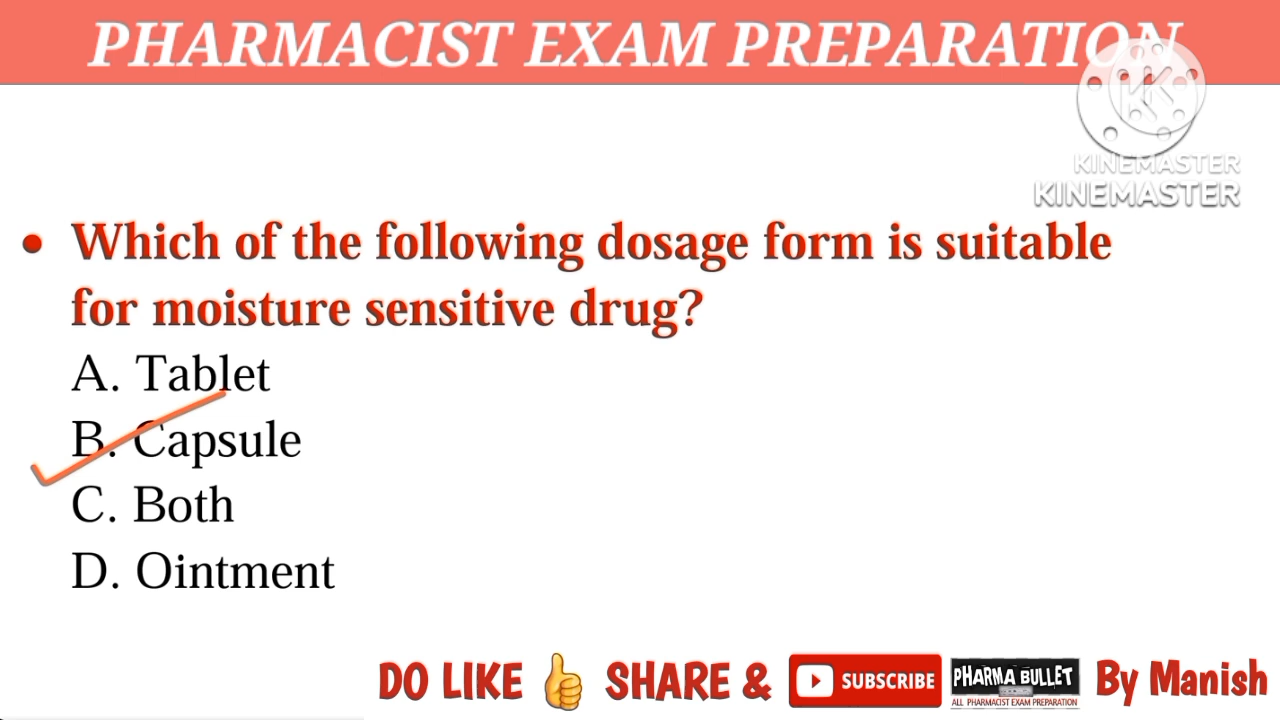 PHARMACIST EXAM PREPARATION
KINEMASTER
KINEMASTER
• Which of the following dosage form is suitable
for moisture sensitive drug?
A. Tablet
B. Capsule
C. Both
D. Ointment
DO LIKE 👍 SHARE & SUBSCRIBE PHARMA BULLET By Manish
ALL PHARMACIST EXAM PREPARATION